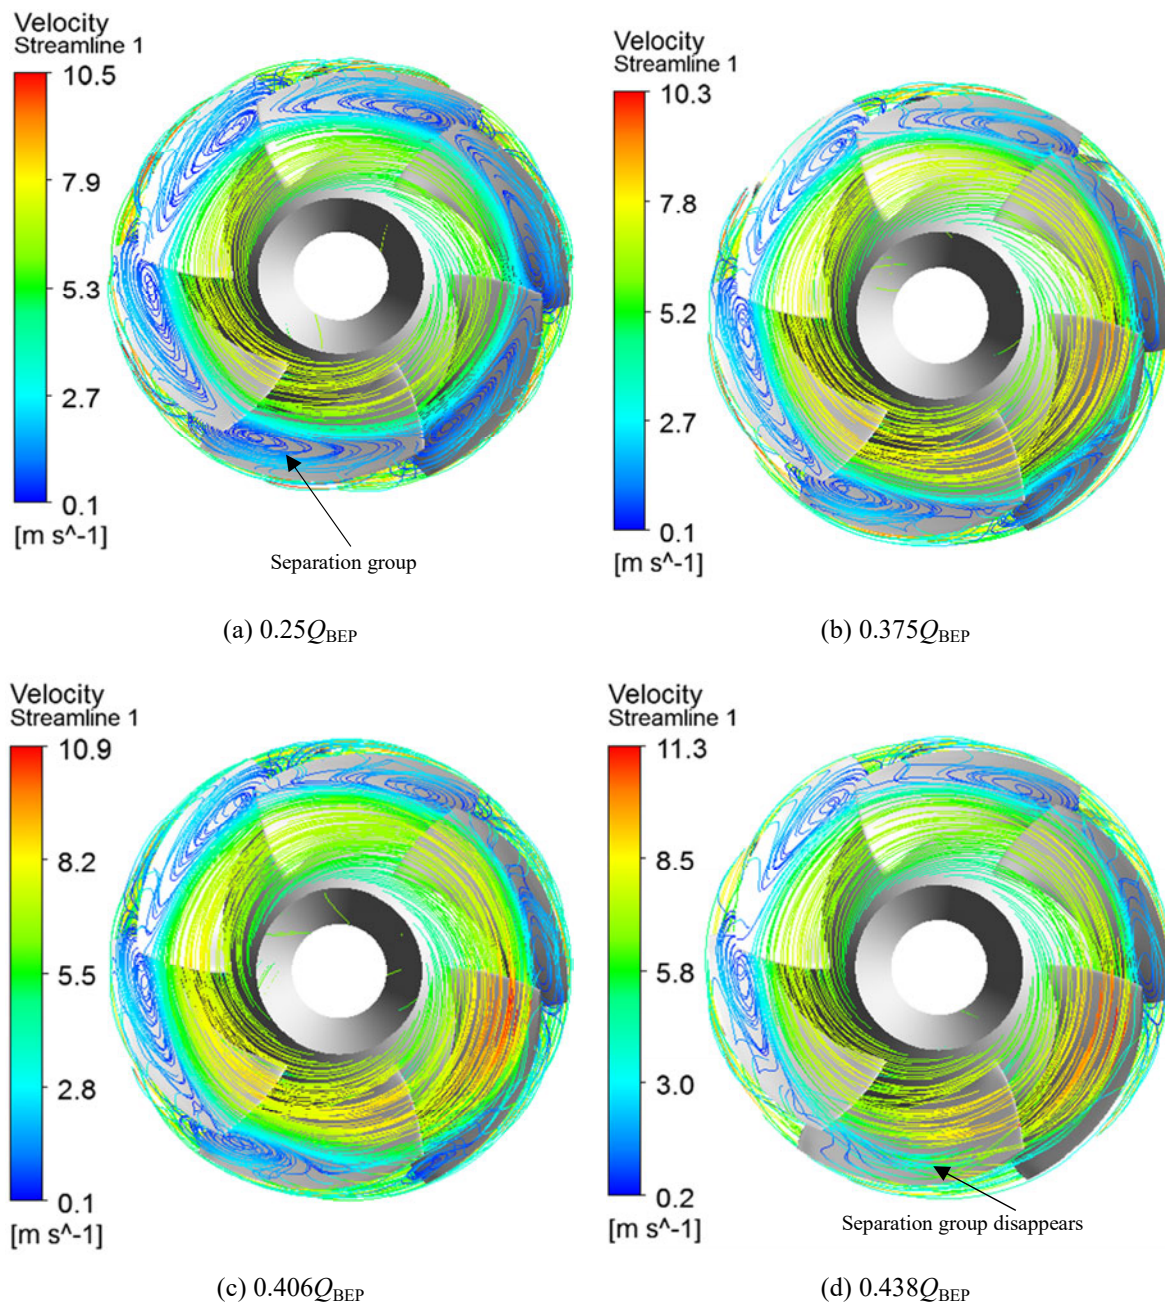 Velocity
Streamline 1
10.5
7.9
5.3
2.7
0.1
[m s^-1]
Separation group
(a) 0.25QBEP
Velocity
Streamline 1
10.3
7.8
5.2
2.7
0.1
[m s^-1]
(b) 0.375QBEP
Velocity
Streamline 1
10.9
8.2
5.5
2.8
0.1
[m s^-1]
(c) 0.406QBEP
Velocity
Streamline 1
11.3
8.5
5.8
3.0
0.2
[m s^-1]
Separation group disappears
(d) 0.438QBEP